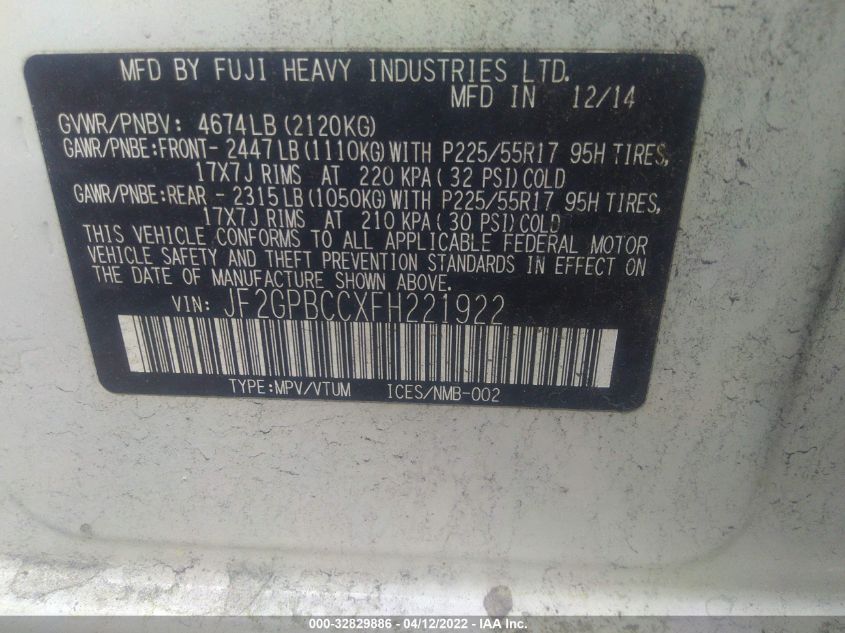 MFD BY FUJI HEAVY INDUSTRIES LTD.
MFD IN 12/14
GVWR/PNBV: 4674LB(2120KG)
GAWR/PNBE:FRONT-2447LB(1110KG)WITH P225/55R17 95H TIRES,
17X7J RIMS AT 220 KPA(32 PSI)COLD
GAWR/PNBE:REAR -2315LB(1050KG)WITH P225/55R17 95H TIRES,
17X7J RIMS AT 210 KPA(30 PSI)COLD
THIS VEHICLE CONFORMS TO ALL APPLICABLE FEDERAL MOTOR
VEHICLE SAFETY AND THEFT PREVENTION STANDARDS IN EFFECT ON
THE DATE OF MANUFACTURE SHOWN ABOVE.
VIN: JF2GPBCCXFH221922
TYPE:MPV/VTUM ICES/NMB-002
000-32829886 - 04/12/2022 - IAAI.COM